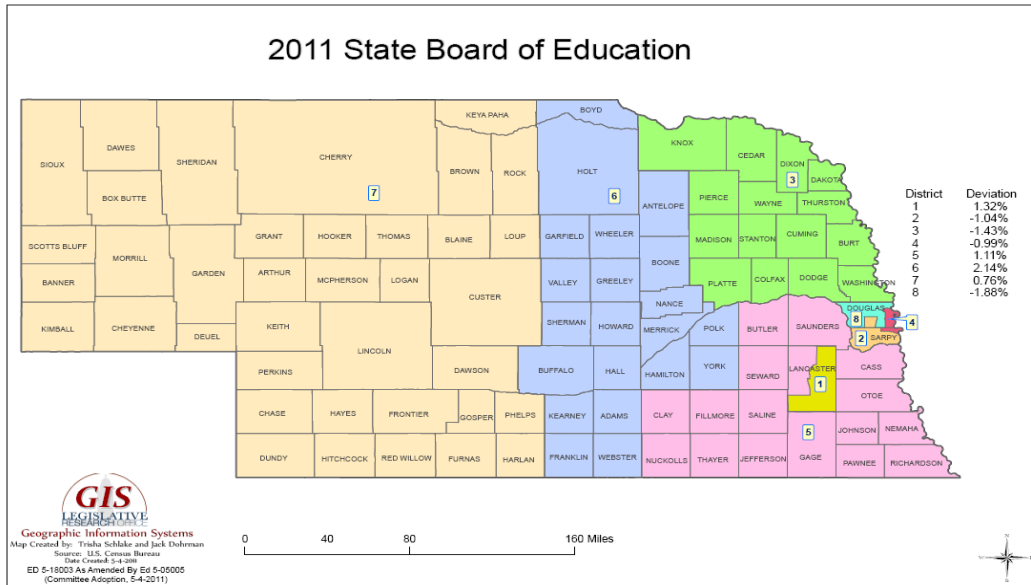 2011 State Board of Education
BOYD
KEYA PAHA
DAWES
SIOUX
SHERIDAN
CHERRY
KNOX
CEDAR
DIXON
BROWN
ROCK
HOLT
3
DAKOTA
BOX BUTTE
7
6
ANTELOPE
PIERCE
WAYNE
THURSTON
District Deviation
1 1.32%
2 -1.04%
3 -1.43%
4 -0.99%
5 1.11%
6 2.14%
7 0.76%
8 -1.88%
GRANT
HOOKER
THOMAS
BLAINE
LOUP
GARFIELD
WHEELER
MADISON
STANTON
CUMING
BURT
SCOTTS BLUFF
MORRILL
GARDEN
BOONE
BANNER
ARTHUR
MCPHERSON
LOGAN
CUSTER
VALLEY
GREELEY
PLATTE
COLFAX
DODGE
WASHINGTON
NANCE
KIMBALL
CHEYENNE
DEUEL
KEITH
LINCOLN
SHERMAN
HOWARD
MERRICK
POLK
BUTLER
SAUNDERS
DOUGLAS
8
4
2
SARPY
PERKINS
DAWSON
BUFFALO
HALL
HAMILTON
YORK
SEWARD
LANCASTER
CASS
1
OTOE
CHASE
HAYES
FRONTIER
GOSPER
PHELPS
KEARNEY
ADAMS
CLAY
FILLMORE
SALINE
5
JOHNSON
NEMAHA
DUNDY
HITCHCOCK
RED WILLOW
FURNAS
HARLAN
FRANKLIN
WEBSTER
NUCKOLLS
THAYER
JEFFERSON
GAGE
PAWNEE
RICHARDSON
GIS
LEGISLATIVE
RESEARCH OFFICE
Geographic Information Systems
Map Created by: Trisha Schlake and Jack Dohrman
Source: U.S. Census Bureau
Date Created: 5-4-2011
ED 5-18003 As Amended By Ed 5-05005
(Committee Adoption, 5-4-2011)
0 40 80 160 Miles